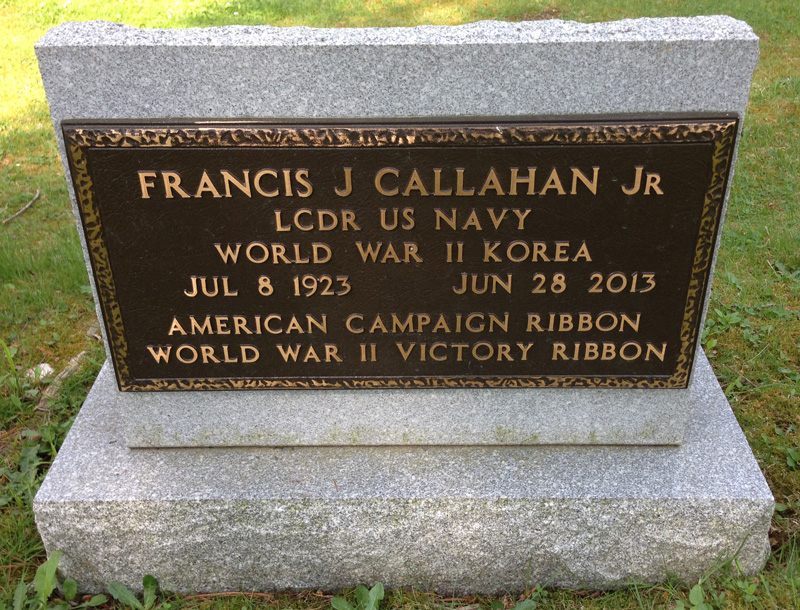 FRANCIS J CALLAHAN JR
LCDR US NAVY
WORLD WAR II KOREA
JUL 8 1923 JUN 28 2013
AMERICAN CAMPAIGN RIBBON
WORLD WAR II VICTORY RIBBON